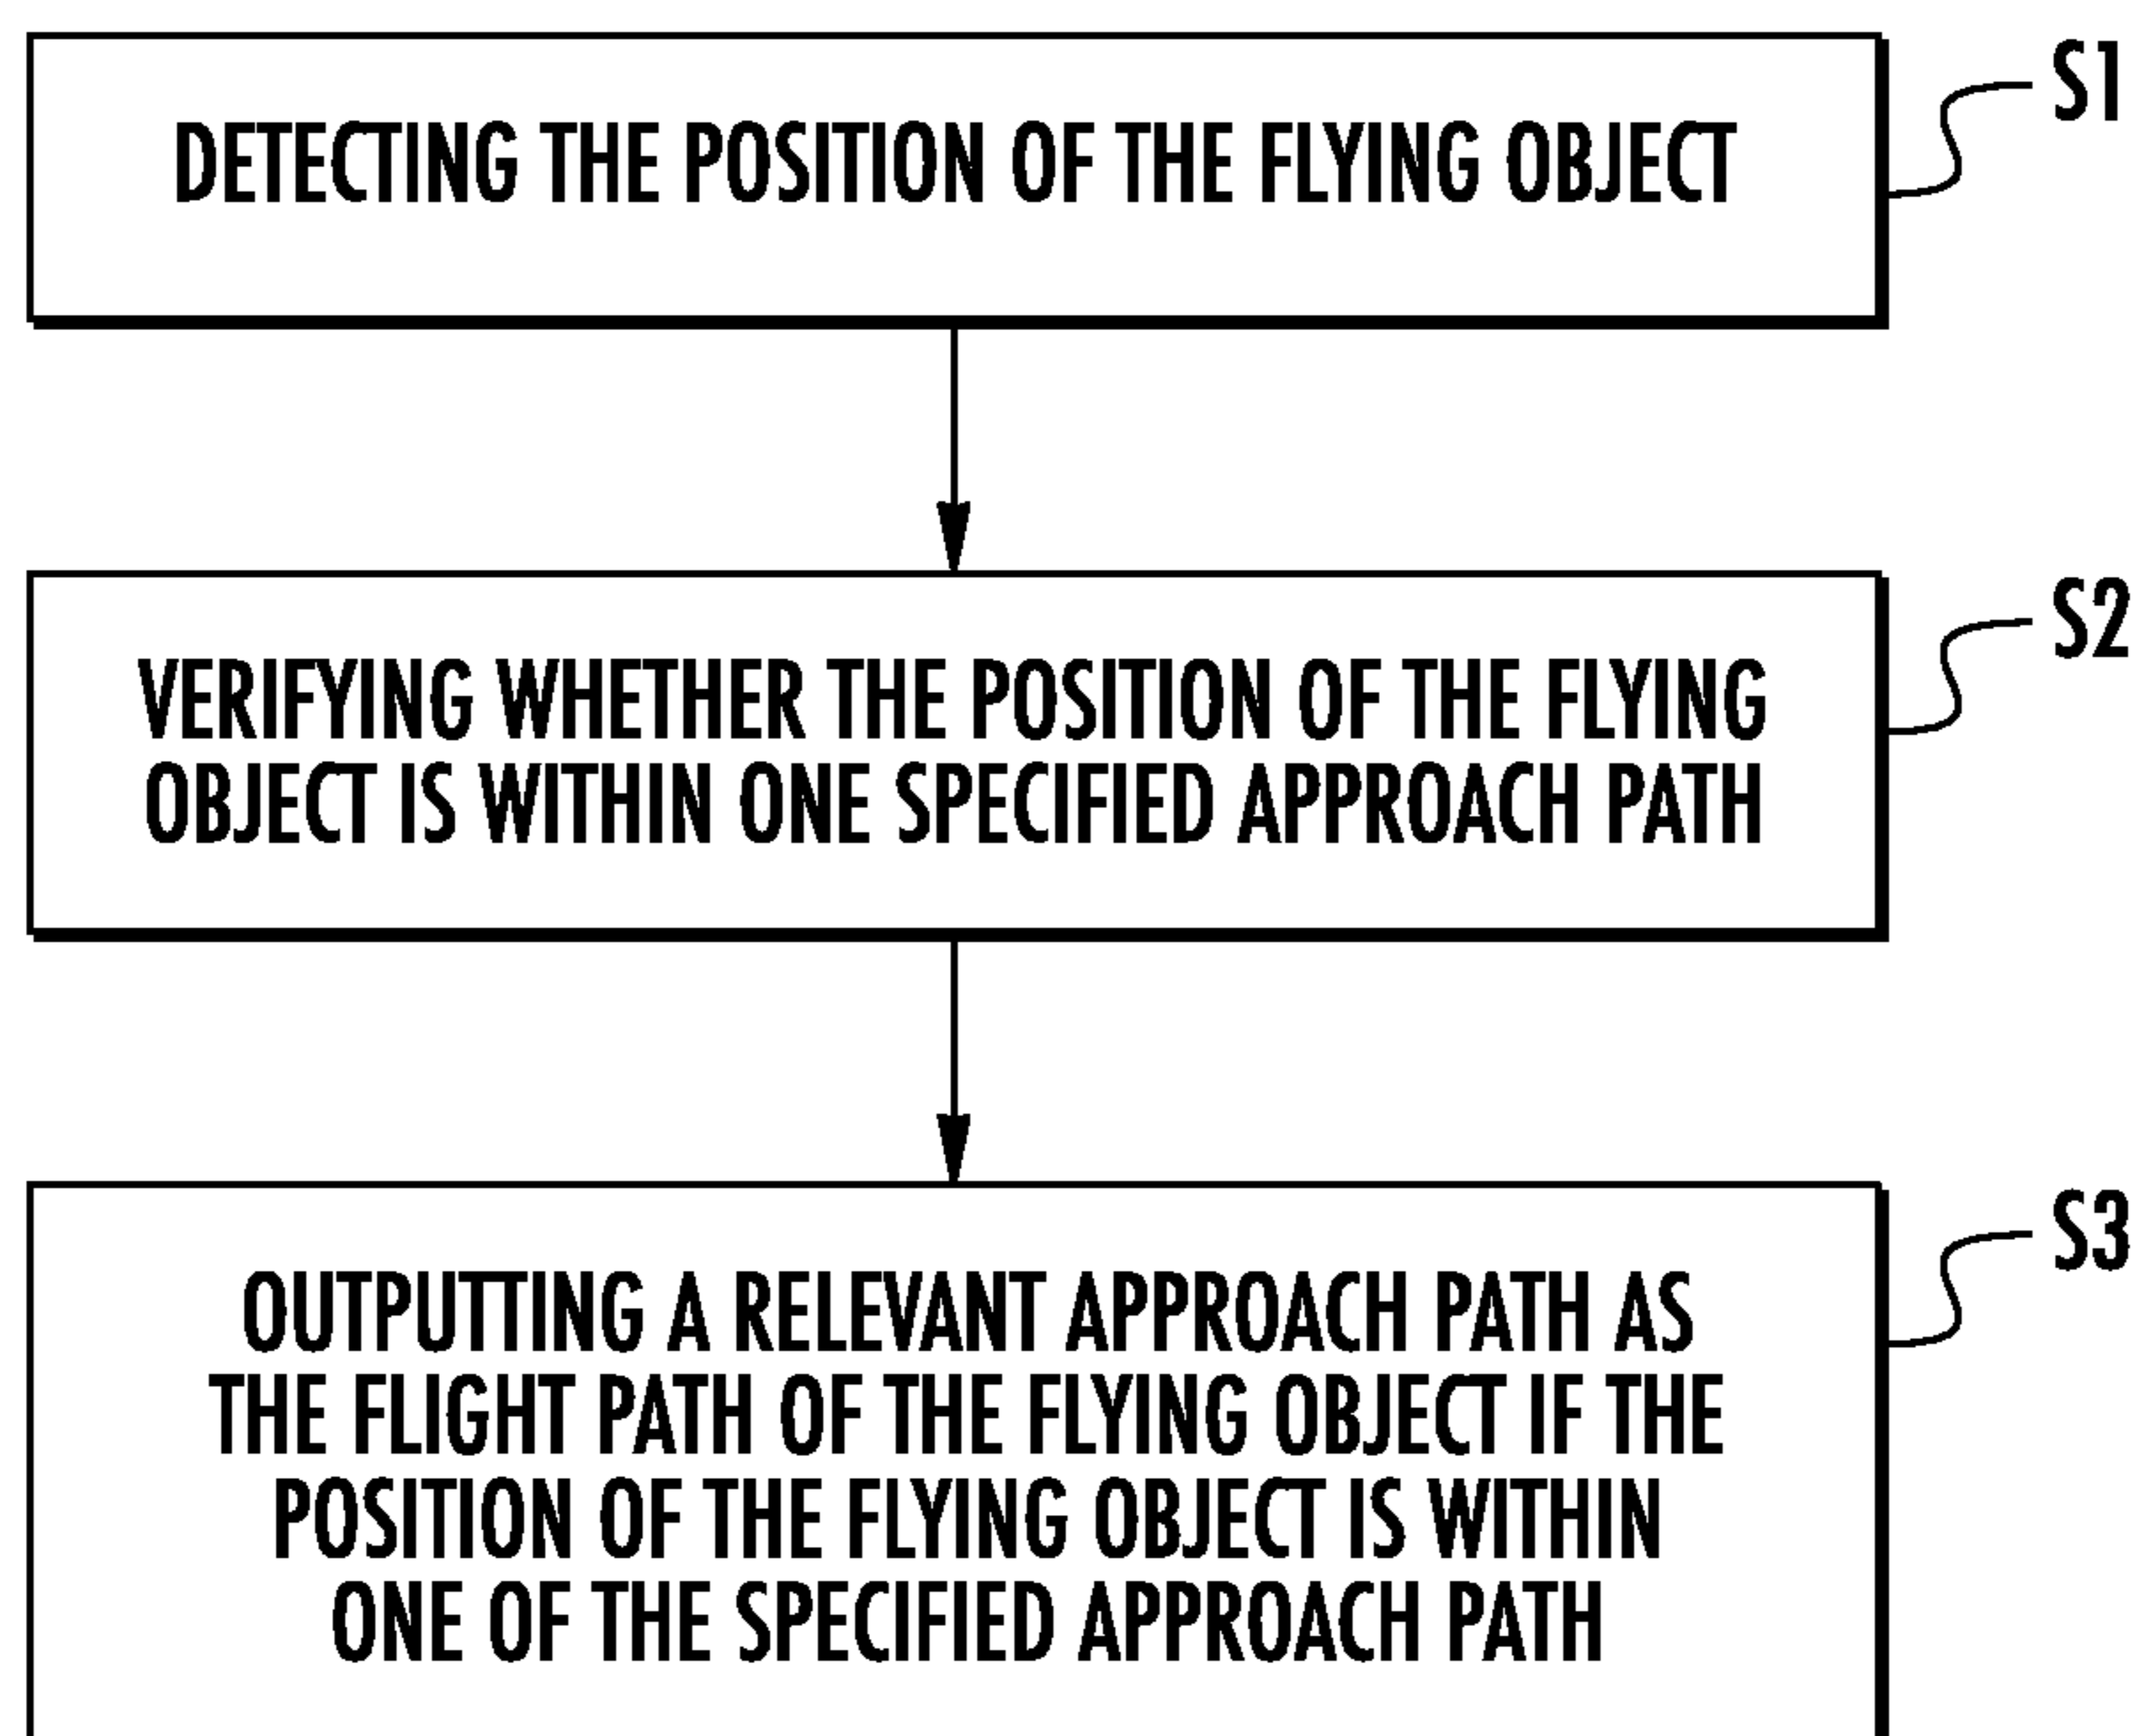 DETECTING THE POSITION OF THE FLYING OBJECT
S1
VERIFYING WHETHER THE POSITION OF THE FLYING
OBJECT IS WITHIN ONE SPECIFIED APPROACH PATH
S2
OUTPUTTING A RELEVANT APPROACH PATH AS
THE FLIGHT PATH OF THE FLYING OBJECT IF THE
POSITION OF THE FLYING OBJECT IS WITHIN
ONE OF THE SPECIFIED APPROACH PATH
S3